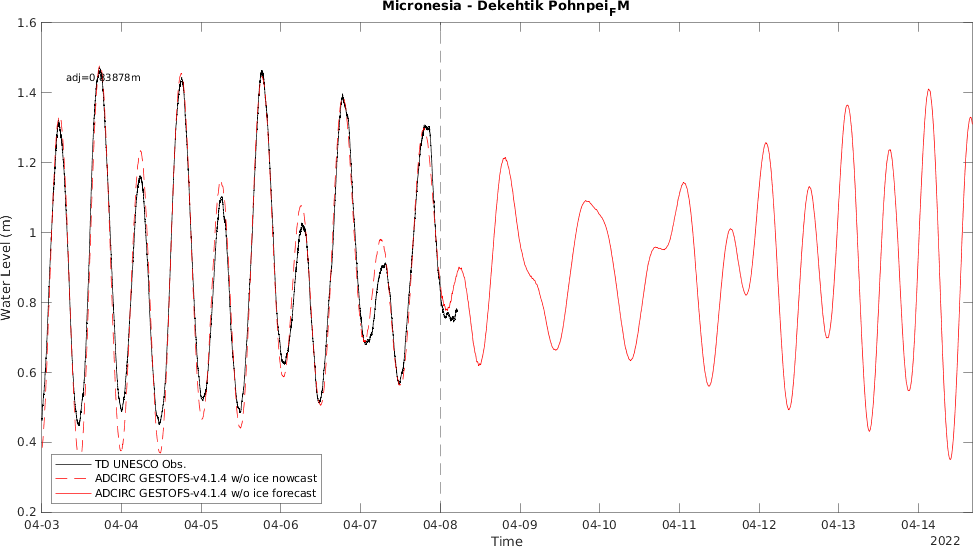 Micronesia - Dekehtik Pohnpei_FM
1.6
adj=0.83878m
1.4
1.2
1
0.8
0.6
0.4
0.2
Water Level (m)
TD UNESCO Obs.
ADCIRC GESTOFS-v4.1.4 w/o ice nowcast
ADCIRC GESTOFS-v4.1.4 w/o ice forecast
04-03 04-04 04-05 04-06 04-07 04-08 04-09 04-10 04-11 04-12 04-13 04-14
Time
2022